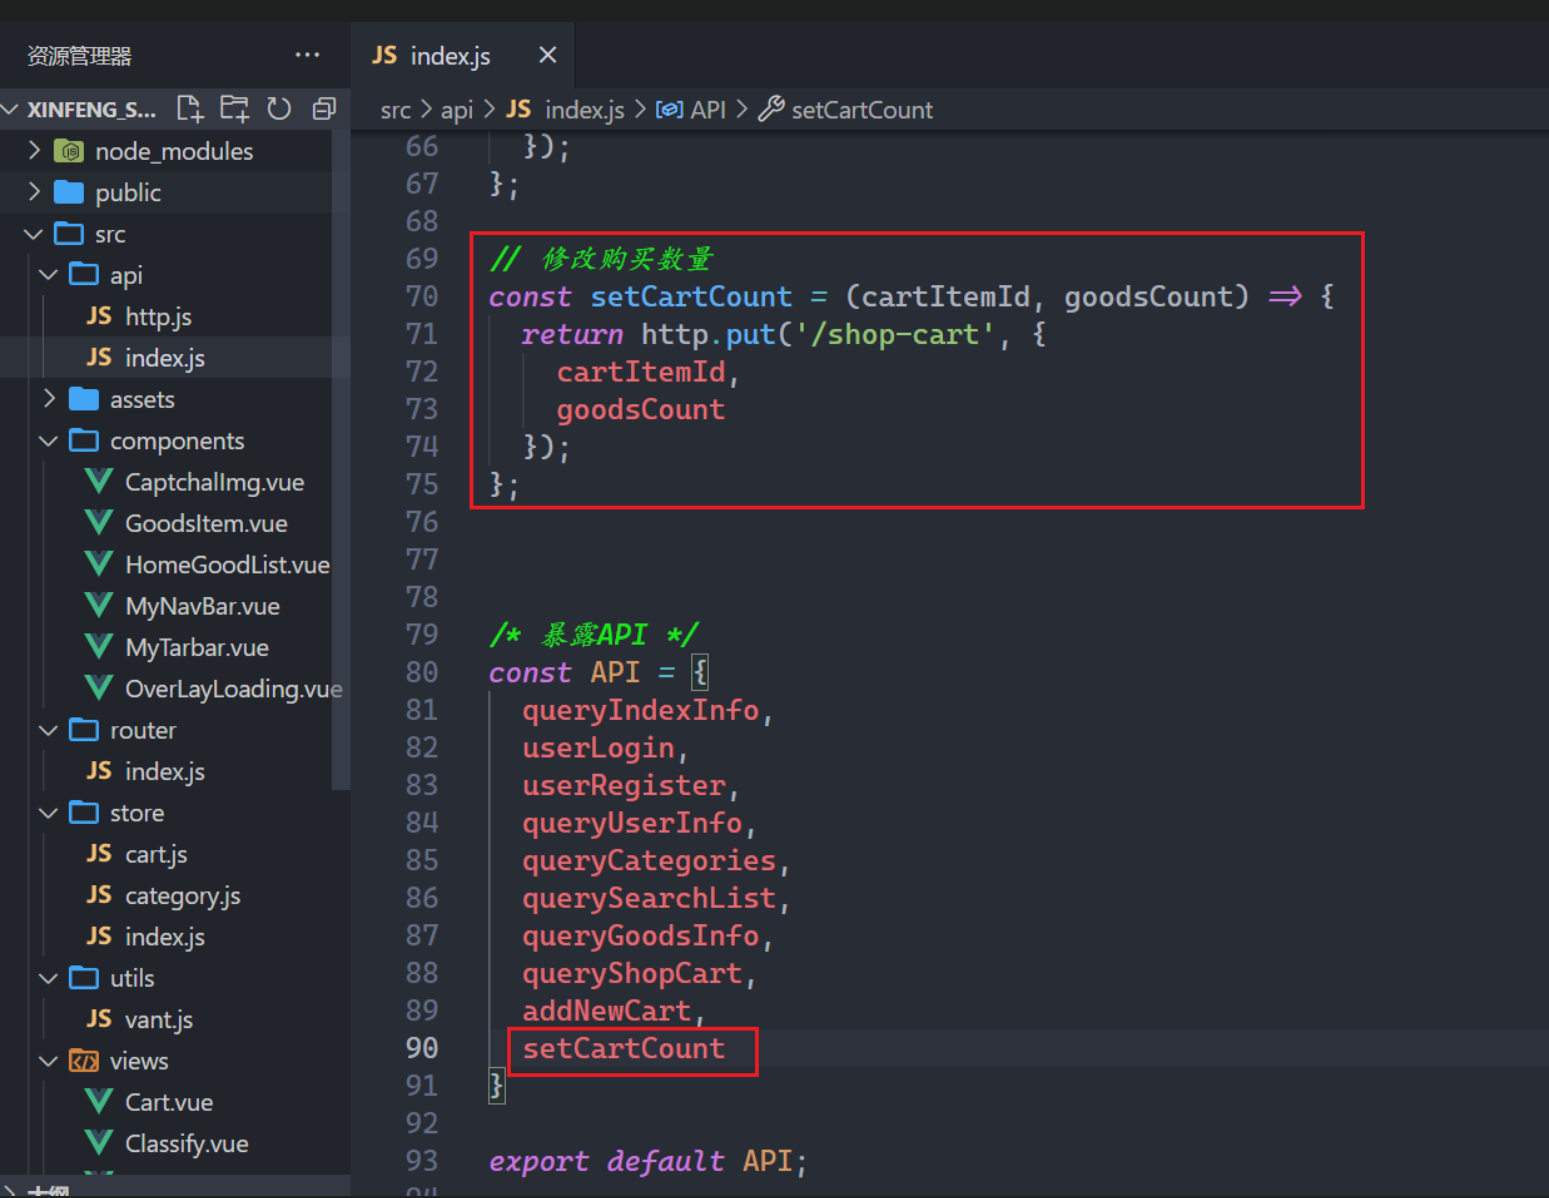 资源管理器 ···
XINFENG_S...
node_modules
public
src
api
JS http.js
JS index.js
assets
components
CaptchaImg.vue
GoodsItem.vue
HomeGoodList.vue
MyNavBar.vue
MyTarbar.vue
OverLayLoading.vue
router
JS index.js
store
JS cart.js
JS category.js
JS index.js
utils
JS vant.js
views
Cart.vue
Classify.vue
大纲
JS index.js ×
src > api > JS index.js > API > setCartCount
66 });
67 };
68
69 // 修改购买数量
70 const setCartCount = (cartItemId, goodsCount) => {
71 return http.put('/shop-cart', {
72 cartItemId,
73 goodsCount
74 });
75 };
76
77
78
79 /* 暴露API */
80 const API = {
81 queryIndexInfo,
82 userLogin,
83 userRegister,
84 queryUserInfo,
85 queryCategories,
86 querySearchList,
87 queryGoodsInfo,
88 queryShopCart,
89 addNewCart,
90 setCartCount
91 }
92
93 export default API;
94